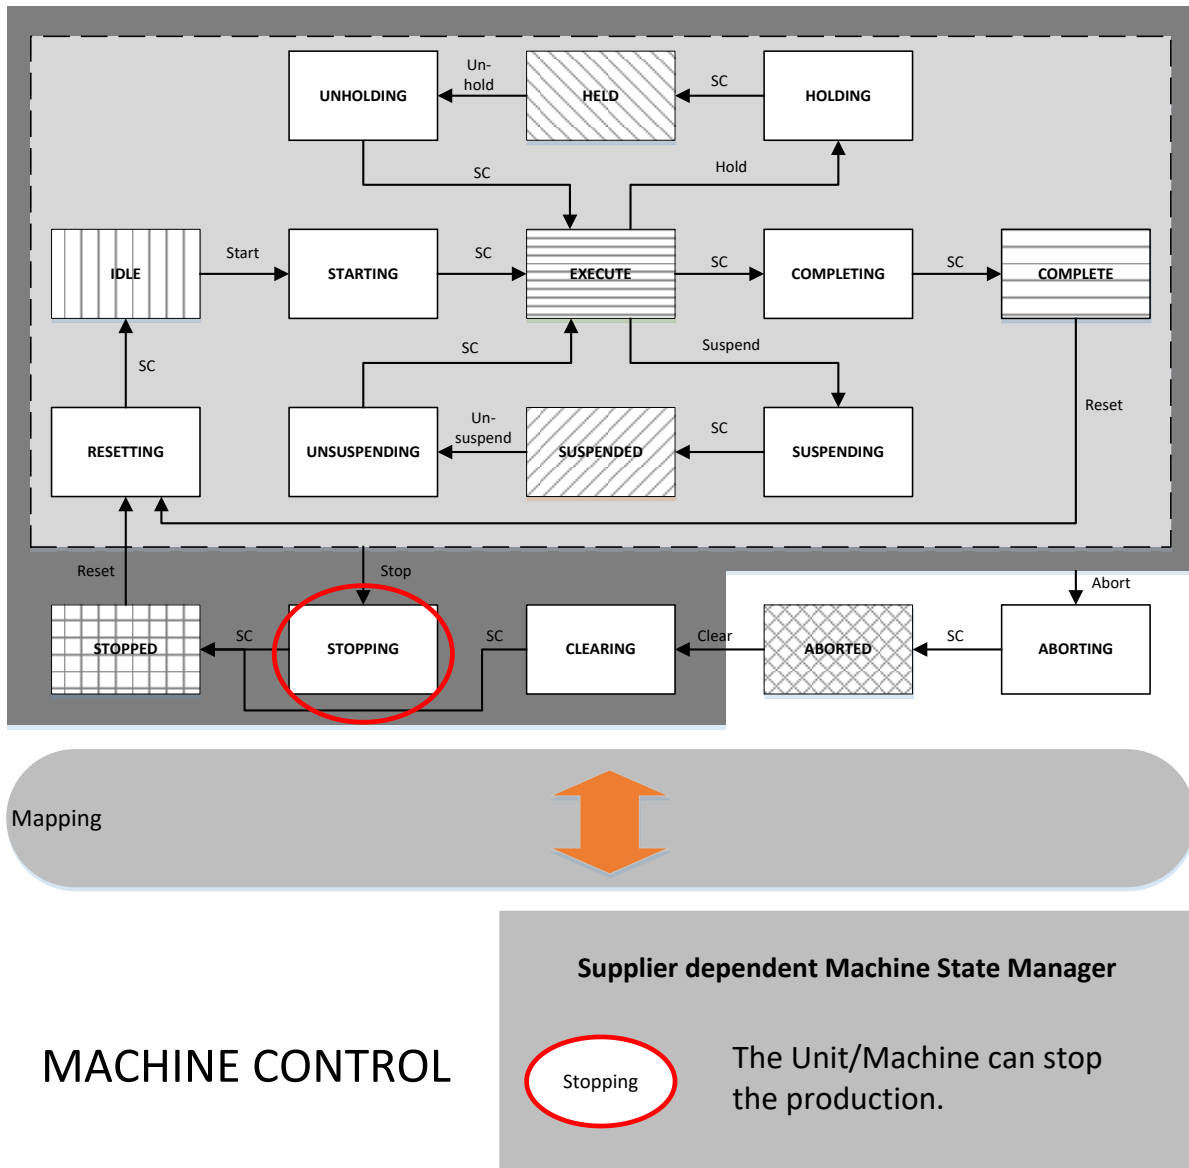 Un-
hold
SC
UNHOLDING
HELD
HOLDING
SC
Hold
Start
SC
SC
SC
IDLE
STARTING
EXECUTE
COMPLETING
COMPLETE
SC
Suspend
SC
Un-
suspend
SC
Reset
RESETTING
UNSUSPENDING
SUSPENDED
SUSPENDING
Reset
Stop
Abort
SC
SC
Clear
SC
STOPPED
STOPPING
CLEARING
ABORTED
ABORTING
Mapping
Supplier dependent Machine State Manager
MACHINE CONTROL
Stopping
The Unit/Machine can stop
the production.